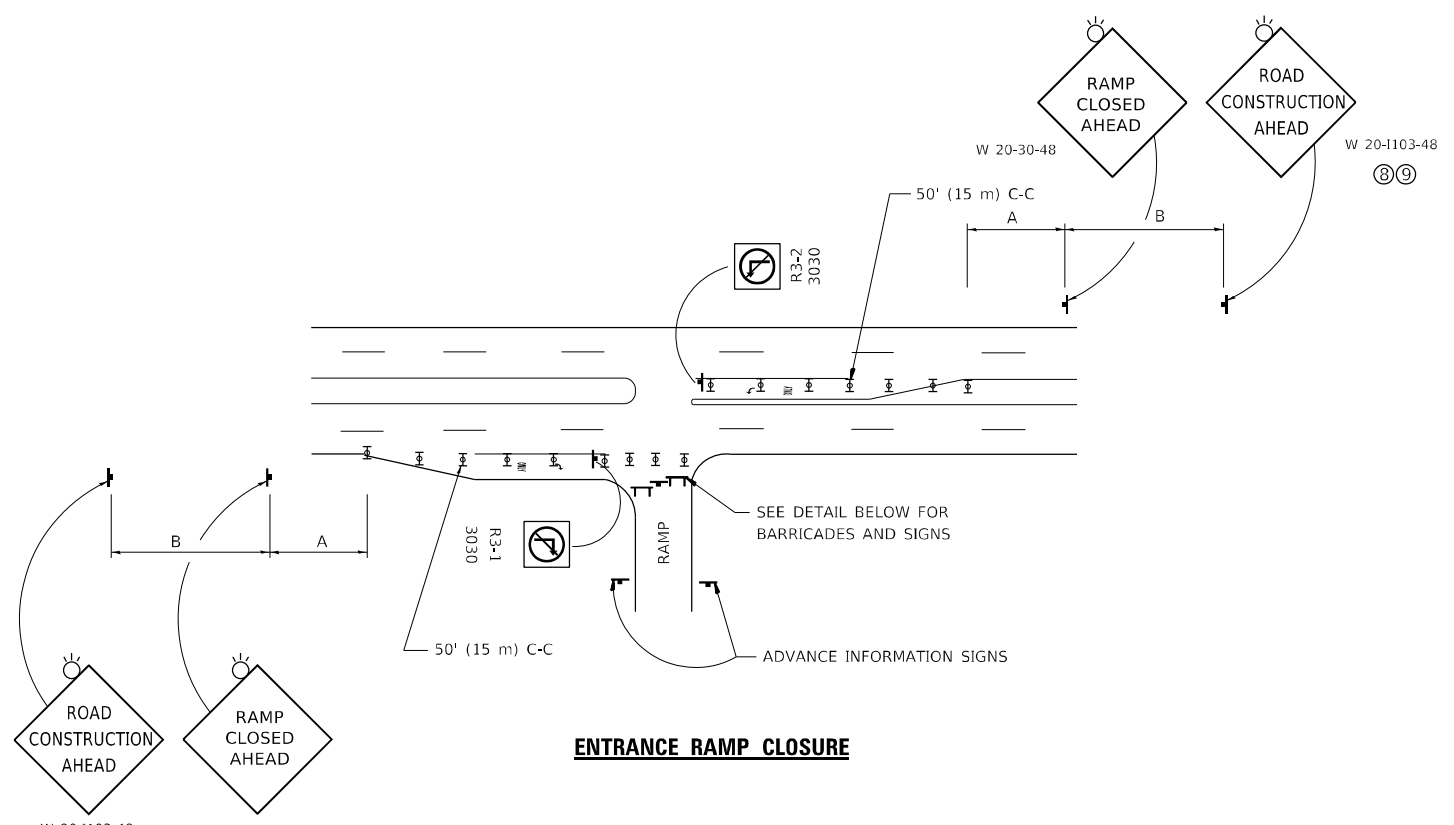 RAMP
CLOSED
AHEAD
W 20-30-48
ROAD
CONSTRUCTION
AHEAD
W 20-I103-48
⑧⑨
50' (15 m) C-C
A
B
R3-2
3030
ONLY
ONLY
B
A
R3-1
3030
RAMP
SEE DETAIL BELOW FOR
BARRICADES AND SIGNS
50' (15 m) C-C
ADVANCE INFORMATION SIGNS
ROAD
CONSTRUCTION
AHEAD
RAMP
CLOSED
AHEAD
ENTRANCE RAMP CLOSURE